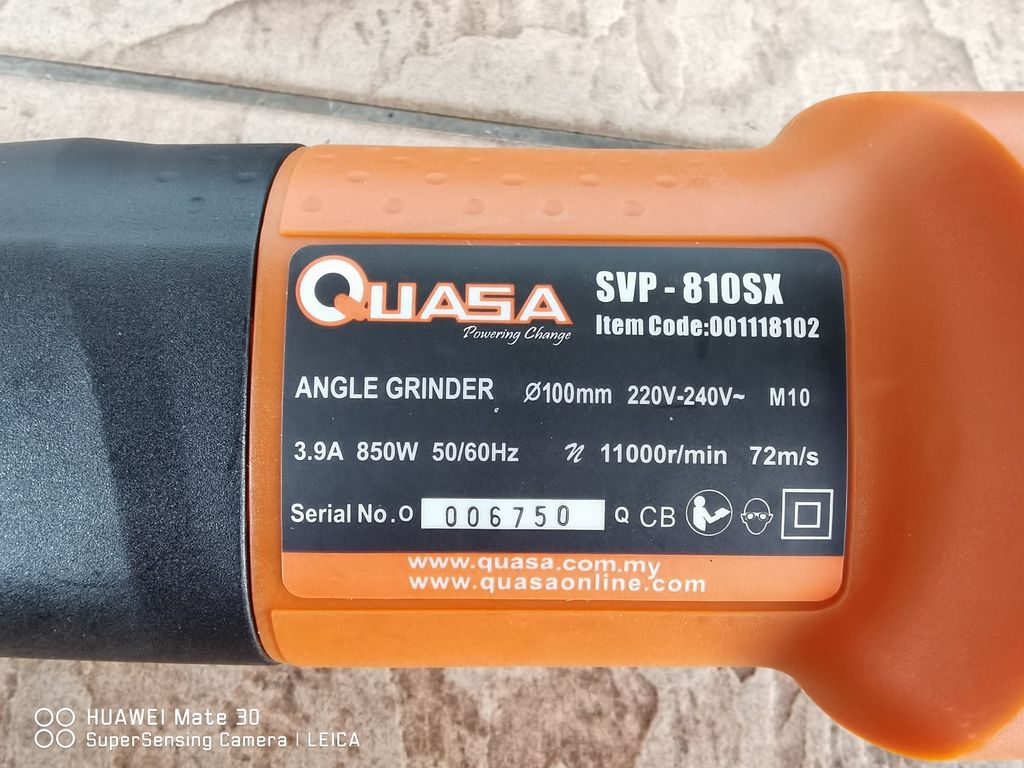 QUASA
Powering Change
SVP - 810SX
Item Code:001118102
ANGLE GRINDER Ø100mm 220V-240V~ M10
3.9A 850W 50/60Hz n 11000r/min 72m/s
Serial No.O 006750 Q CB
www.quasa.com.my
www.quasaonline.com
HUAWEI Mate 30
SuperSensing Camera | LEICA